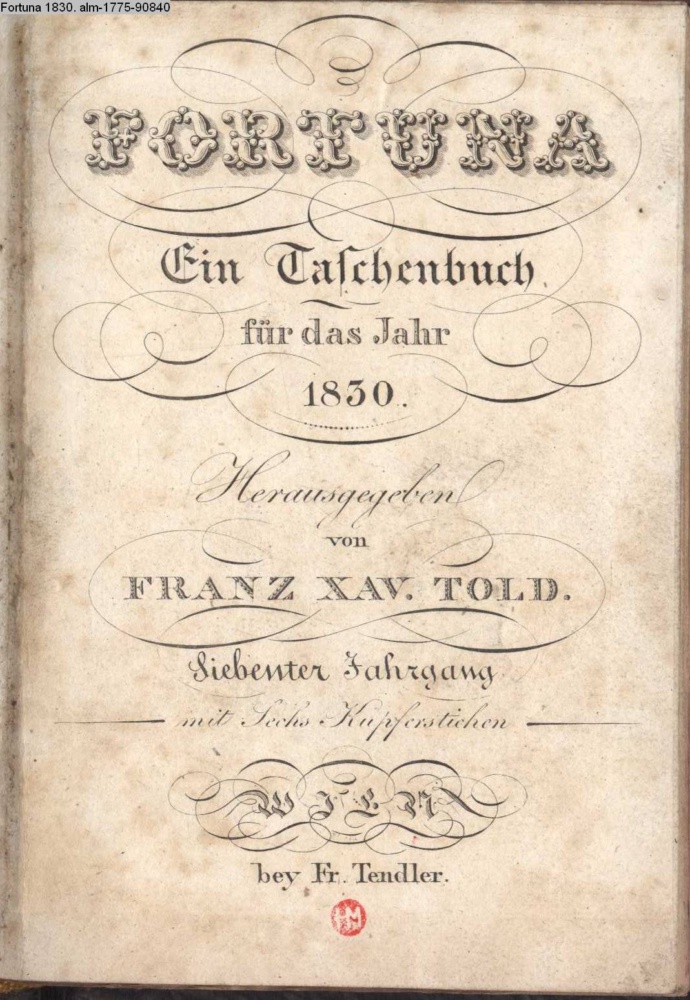 Fortuna 1830. alm-1775-90840
FORTUNA
Ein Taſchenbuch
für das Jahr
1830.
Herausgegeben
von
FRANZ XAV. TOLD.
Siebenter Jahrgang
mit Sechs Kupferstichen
WIEN
bey Fr. Tendler.
HM